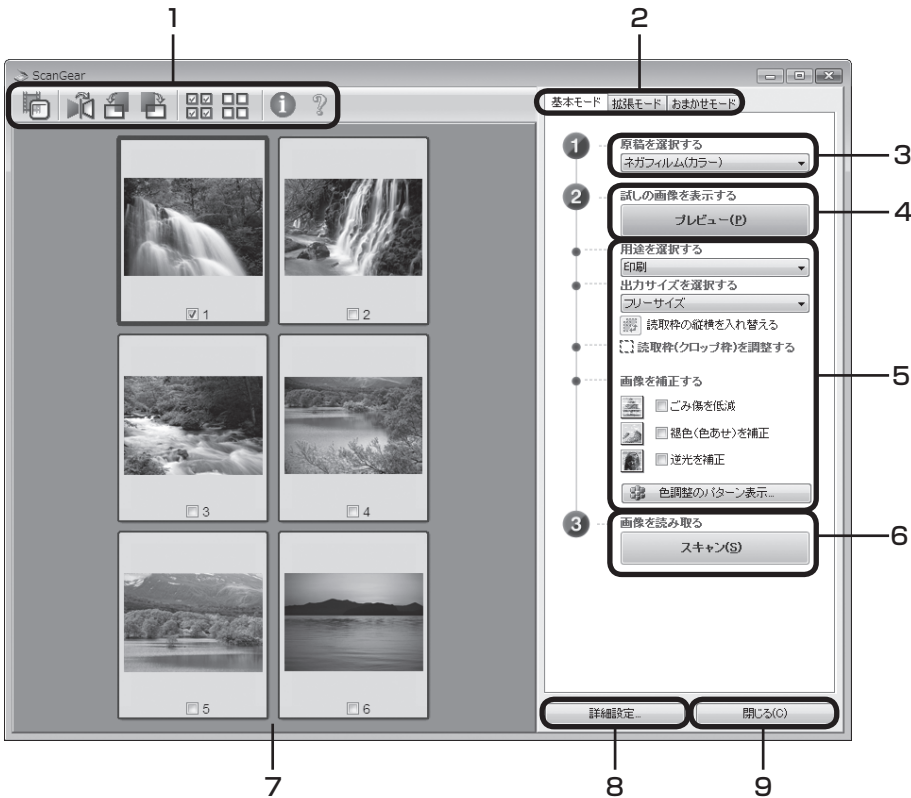 1
2
ScanGear
基本モード 拡張モード おまかせモード
1
原稿を選択する
3
ネガフィルム(カラー)
2
試しの画像を表示する
4
プレビュー(P)
用途を選択する
印刷
出力サイズを選択する
フリーサイズ
読取枠の縦横を入れ替える
読取枠(クロップ枠)を調整する
5
画像を補正する
ごみ傷を低減
褪色(色あせ)を補正
逆光を補正
色調整のパターン表示...
3
画像を読み取る
6
スキャン(S)
1
2
3
4
5
6
詳細設定...
閉じる(C)
7
8
9